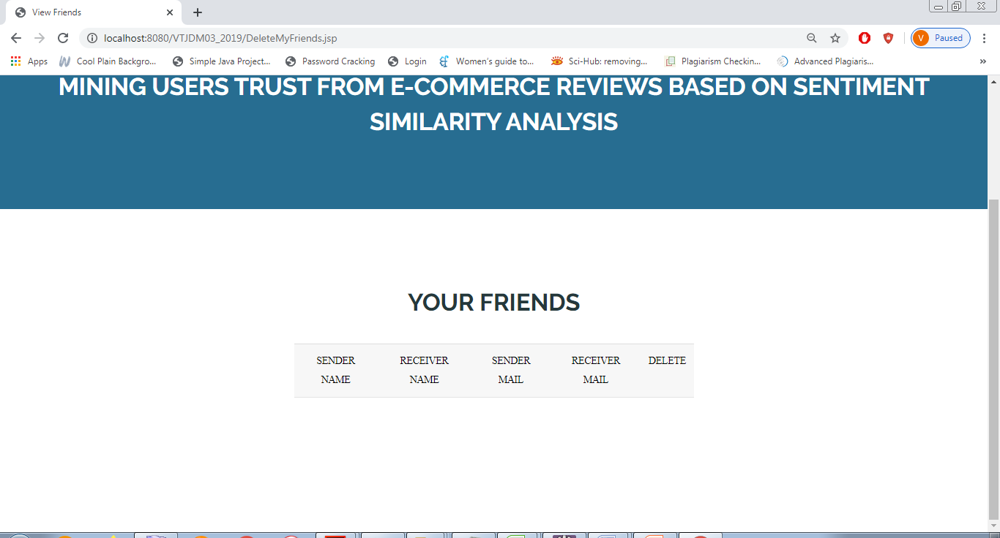 View Friends
localhost:8080/VTJDM03_2019/DeleteMyFriends.jsp
V Paused
Apps Cool Plain Backgro... Simple Java Project... Password Cracking Login Women's guide to... Sci-Hub: removing... Plagiarism Checkin... Advanced Plagiaris... »
MINING USERS TRUST FROM E-COMMERCE REVIEWS BASED ON SENTIMENT
SIMILARITY ANALYSIS
YOUR FRIENDS
SENDER RECEIVER SENDER RECEIVER DELETE
NAME NAME MAIL MAIL